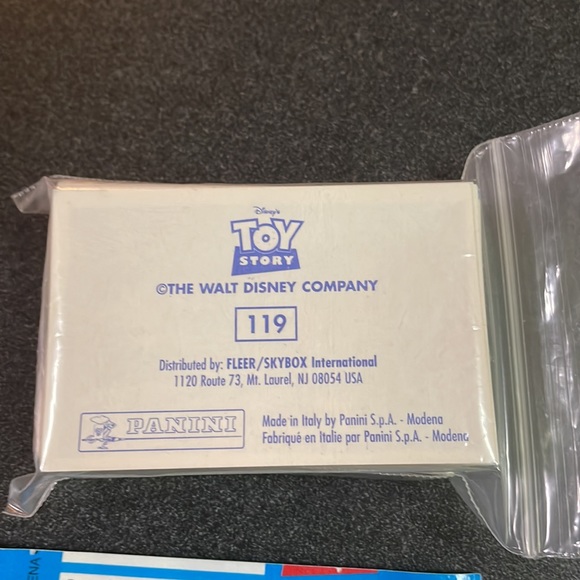 Disney's
TOY
STORY
©THE WALT DISNEY COMPANY
119
Distributed by: FLEER/SKYBOX International
1120 Route 73, Mt. Laurel, NJ 08054 USA
PANINI
Made in Italy by Panini S.p.A. - Modena
Fabriqué en Italie par Panini S.p.A. - Modena
ENA